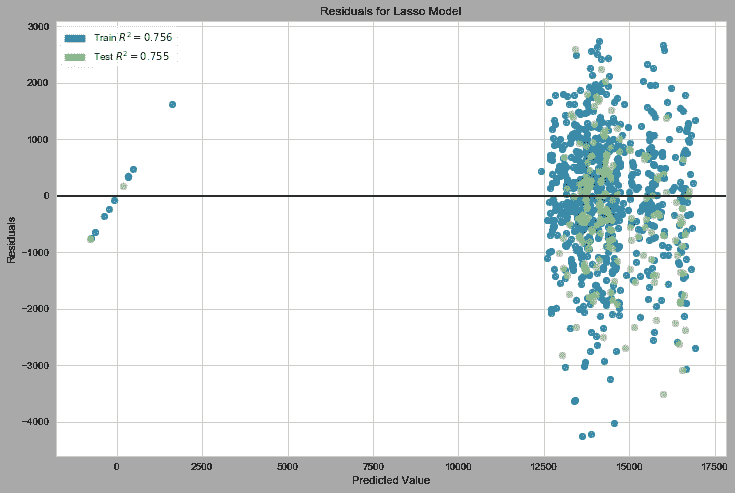 Residuals for Lasso Model
Train R² = 0.756
Test R² = 0.755
3000
2000
1000
0
−1000
−2000
−3000
−4000
Residuals
0 2500 5000 7500 10000 12500 15000 17500
Predicted Value